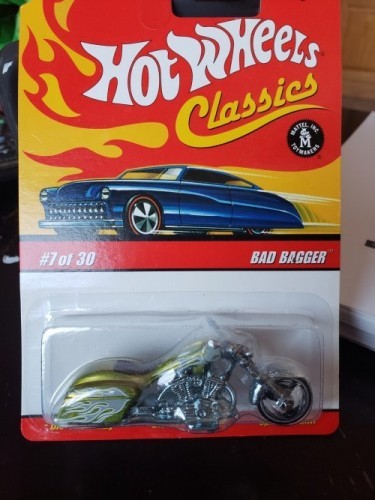 HOT WHEELS
Classics
MATTEL, INC.
M
TOYMAKERS
#7 of 30
BAD BAGGER